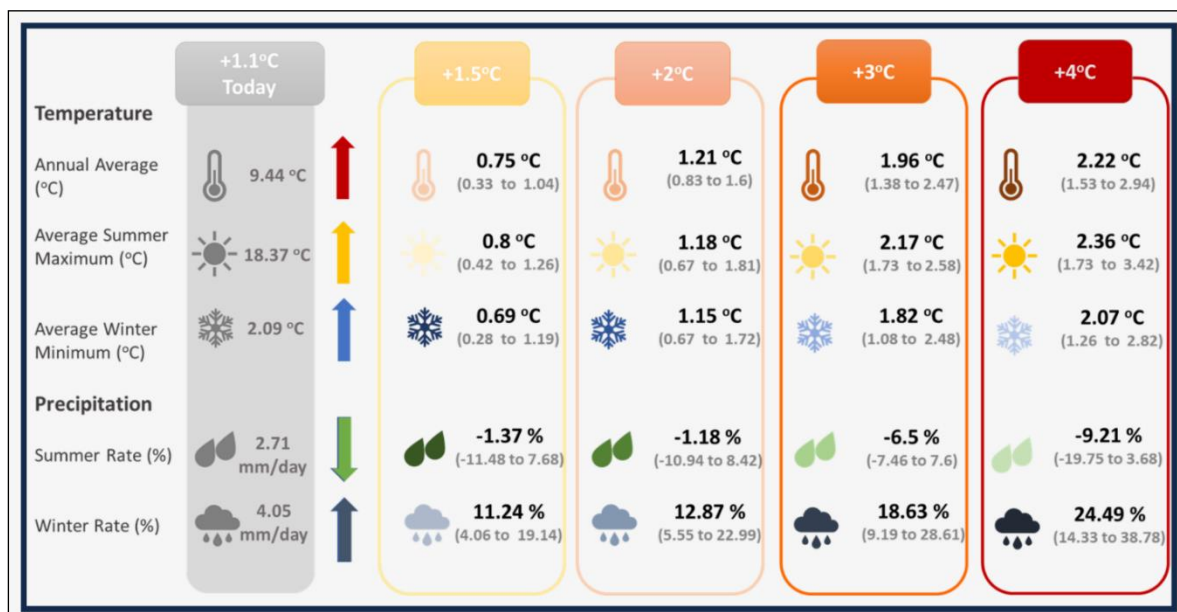 +1.1°C
Today
+1.5°C
+2°C
+3°C
+4°C
Temperature
Annual Average
(°C)
9.44 °C
0.75 °C
(0.33 to 1.04)
1.21 °C
(0.83 to 1.6)
1.96 °C
(1.38 to 2.47)
2.22 °C
(1.53 to 2.94)
Average Summer
Maximum (°C)
18.37 °C
0.8 °C
(0.42 to 1.26)
1.18 °C
(0.67 to 1.81)
2.17 °C
(1.73 to 2.58)
2.36 °C
(1.73 to 3.42)
Average Winter
Minimum (°C)
2.09 °C
0.69 °C
(0.28 to 1.19)
1.15 °C
(0.67 to 1.72)
1.82 °C
(1.08 to 2.48)
2.07 °C
(1.26 to 2.82)
Precipitation
Summer Rate (%)
2.71
mm/day
-1.37 %
(-11.48 to 7.68)
-1.18 %
(-10.94 to 8.42)
-6.5 %
(-7.46 to 7.6)
-9.21 %
(-19.75 to 3.68)
Winter Rate (%)
4.05
mm/day
11.24 %
(4.06 to 19.14)
12.87 %
(5.55 to 22.99)
18.63 %
(9.19 to 28.61)
24.49 %
(14.33 to 38.78)